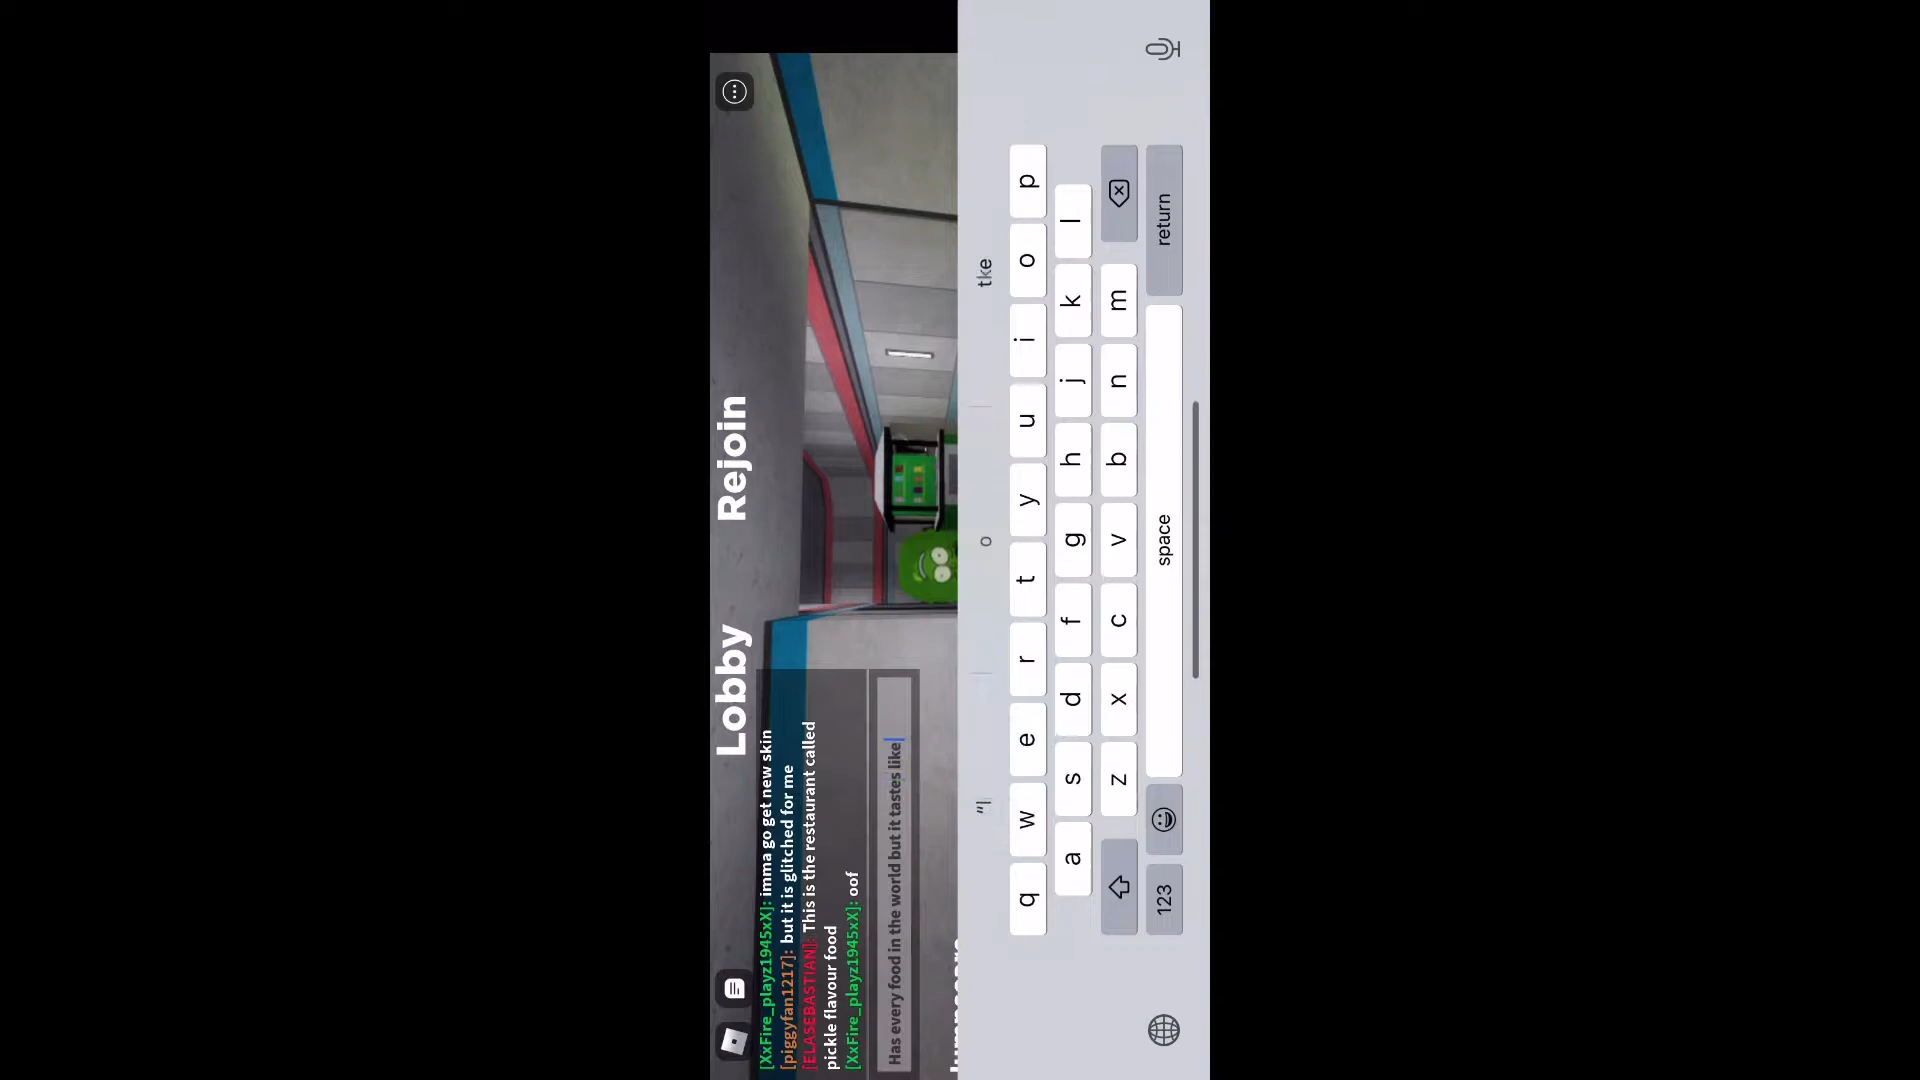 Lobby
Rejoin
[XxFire_playz1945xX]: imma go get new skin
[piggyfan1217]: but it is glitched for me
[ELASEBASTIAN]: This is the restaurant called
pickle flavour food
[XxFire_playz1945xX]: oof
Has every food in the world but it tastes like
o
q w e r t y u i o p
a s d f g h j k l
z x c v b n m
123
space
return